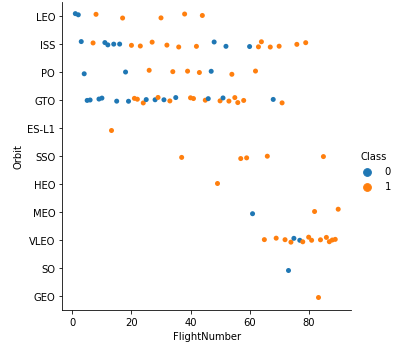 LEO
ISS
PO
GTO
ES-L1
SSO
HEO
MEO
VLEO
SO
GEO
Orbit
0 20 40 60 80
FlightNumber
Class
0
1